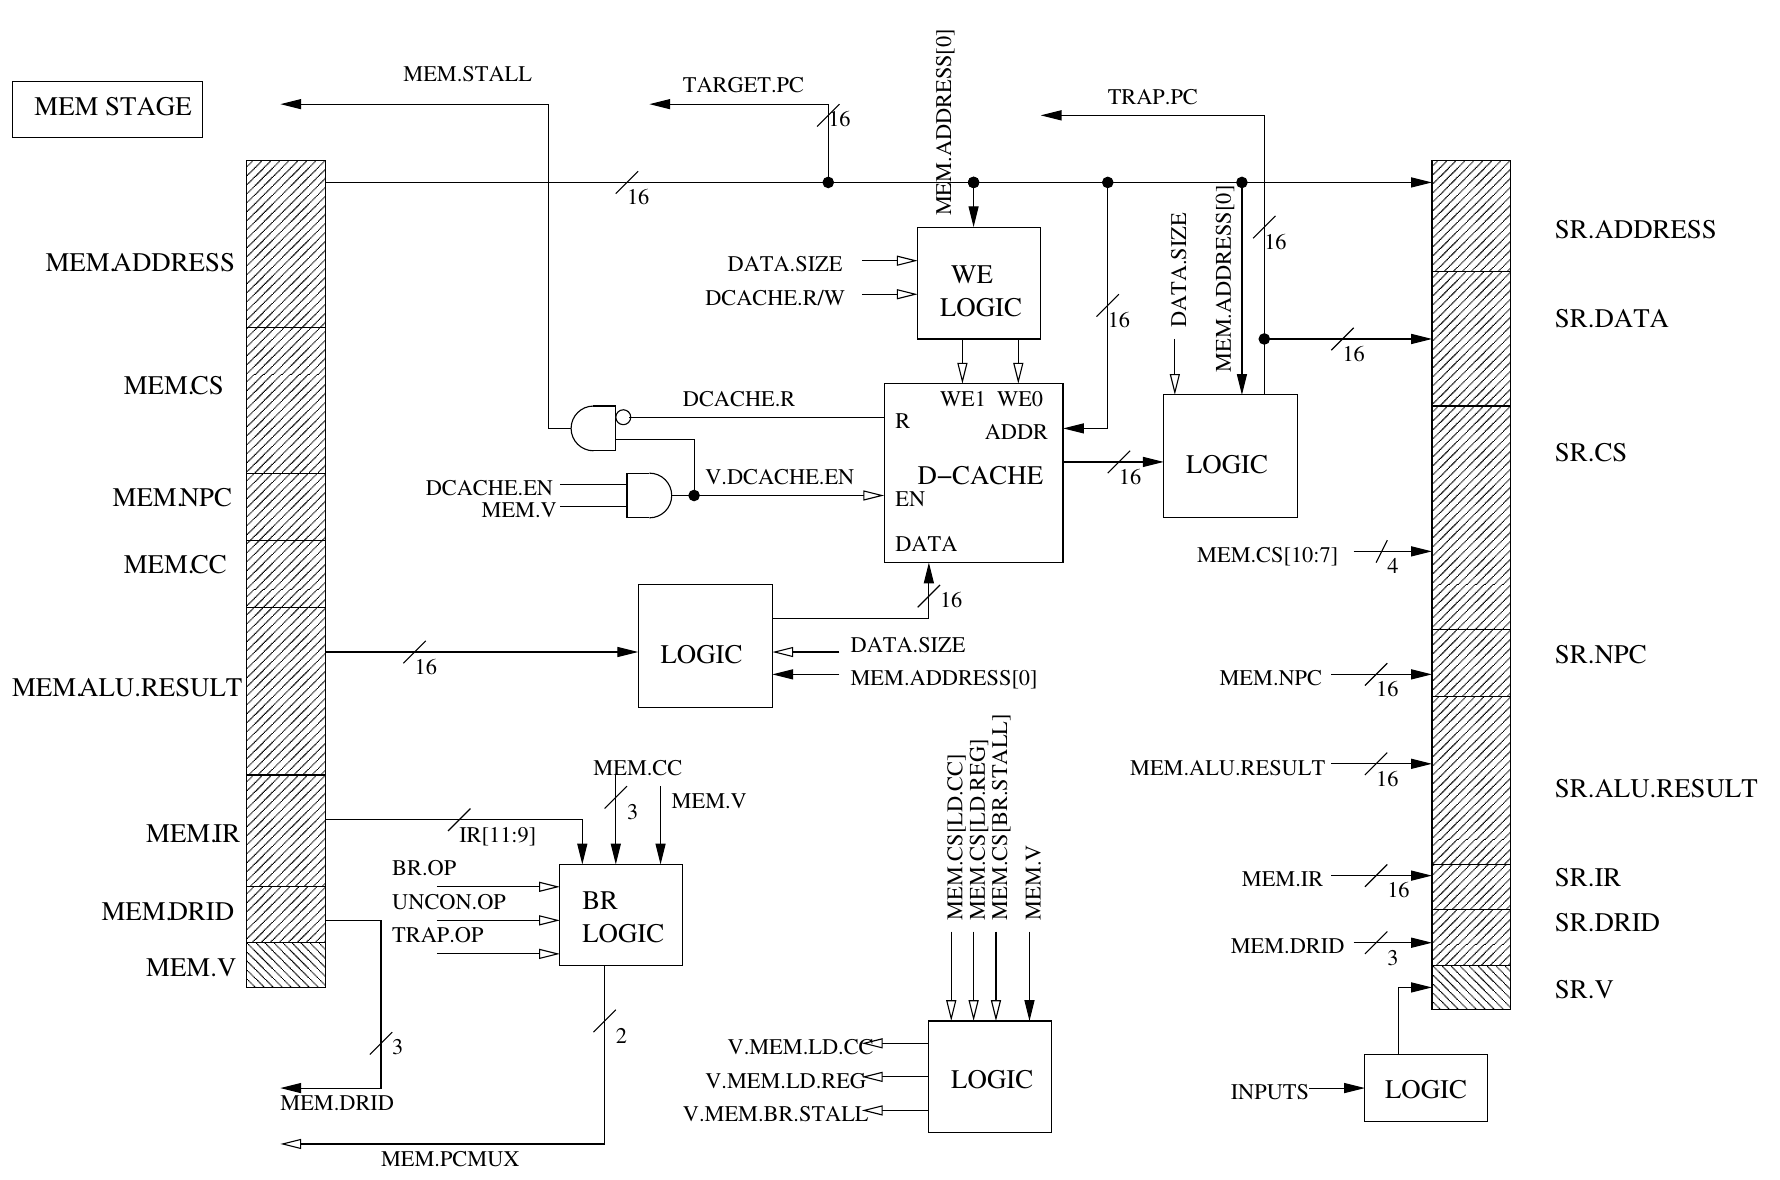 MEM STAGE
MEM.STALL
TARGET.PC
16
MEM.ADDRESS[0]
TRAP.PC
16
MEM.ADDRESS
MEM.CS
MEM.NPC
MEM.CC
MEM.ALU.RESULT
MEM.IR
MEM.DRID
MEM.V
DATA.SIZE
DCACHE.R/W
WE
LOGIC
16
DATA.SIZE
MEM.ADDRESS[0]
16
16
DCACHE.R
V.DCACHE.EN
DCACHE.EN
MEM.V
WE1 WE0
R
ADDR
D-CACHE
EN
DATA
16
LOGIC
16
16
LOGIC
DATA.SIZE
MEM.ADDRESS[0]
MEM.CC
3
MEM.V
IR[11:9]
BR.OP
UNCON.OP
TRAP.OP
BR
LOGIC
2
3
MEM.DRID
MEM.PCMUX
MEM.CS[LD.CC]
MEM.CS[LD.REG]
MEM.CS[BR.STALL]
MEM.V
V.MEM.LD.CC
V.MEM.LD.REG
V.MEM.BR.STALL
LOGIC
MEM.CS[10:7]
4
MEM.NPC
16
MEM.ALU.RESULT
16
MEM.IR
16
MEM.DRID
3
INPUTS
LOGIC
SR.ADDRESS
SR.DATA
SR.CS
SR.NPC
SR.ALU.RESULT
SR.IR
SR.DRID
SR.V